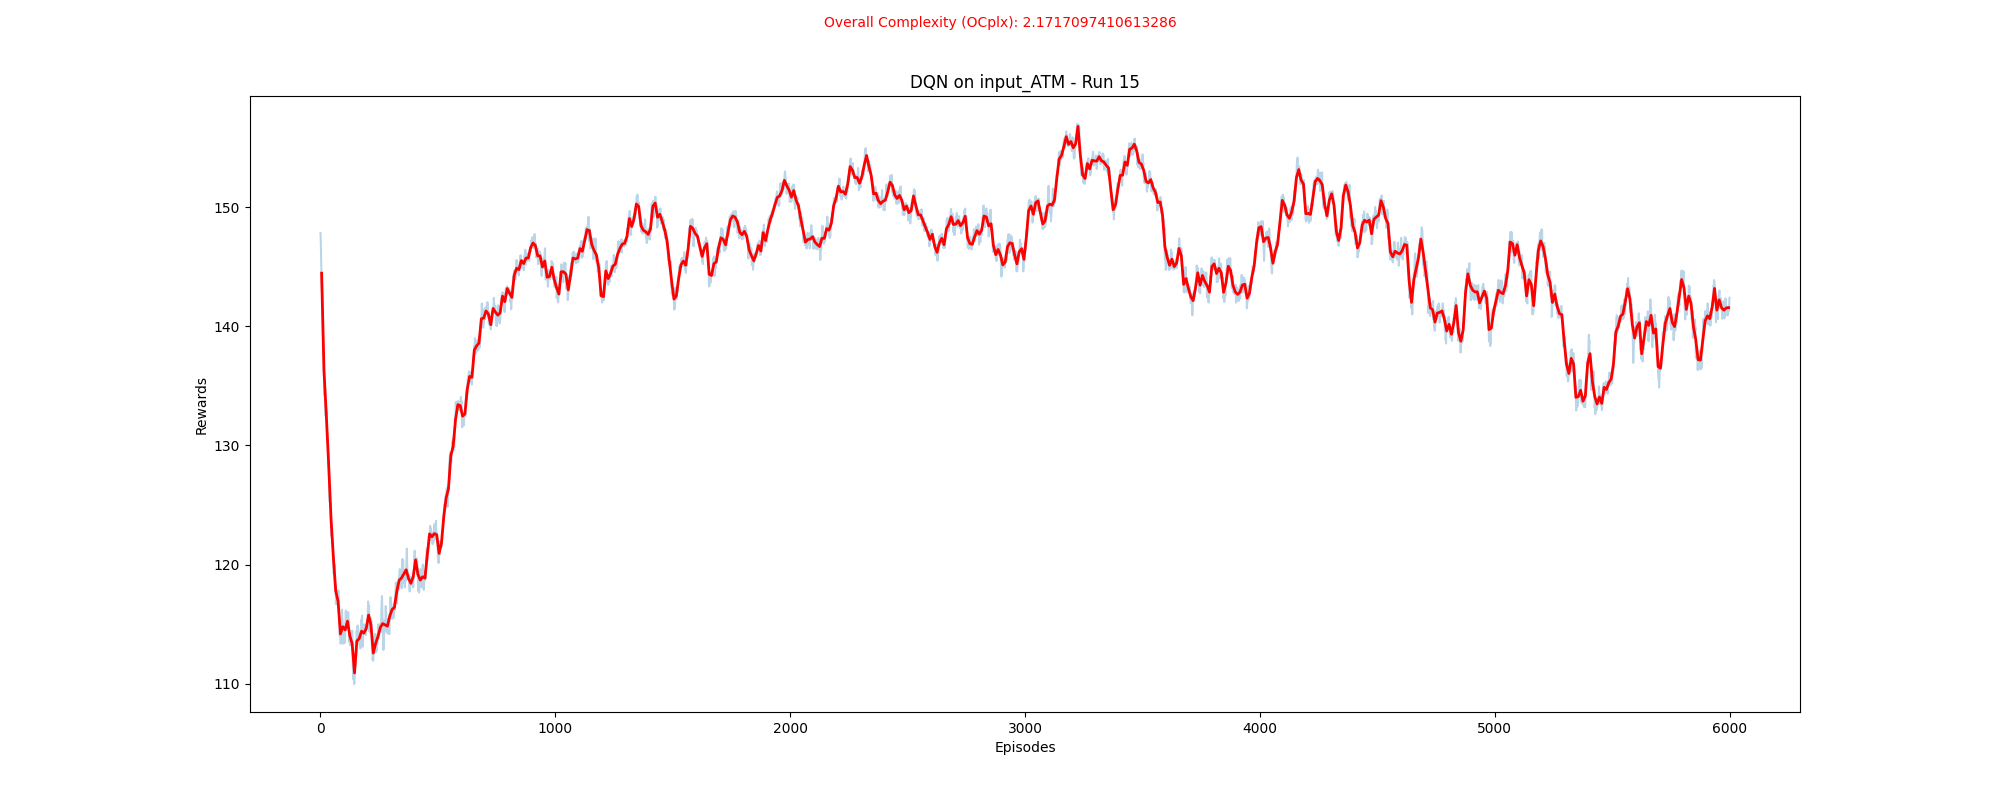 Overall Complexity (OCplx): 2.1717097410613286
DQN on input_ATM - Run 15
150
140
130
120
110
Rewards
0 1000 2000 3000 4000 5000 6000
Episodes